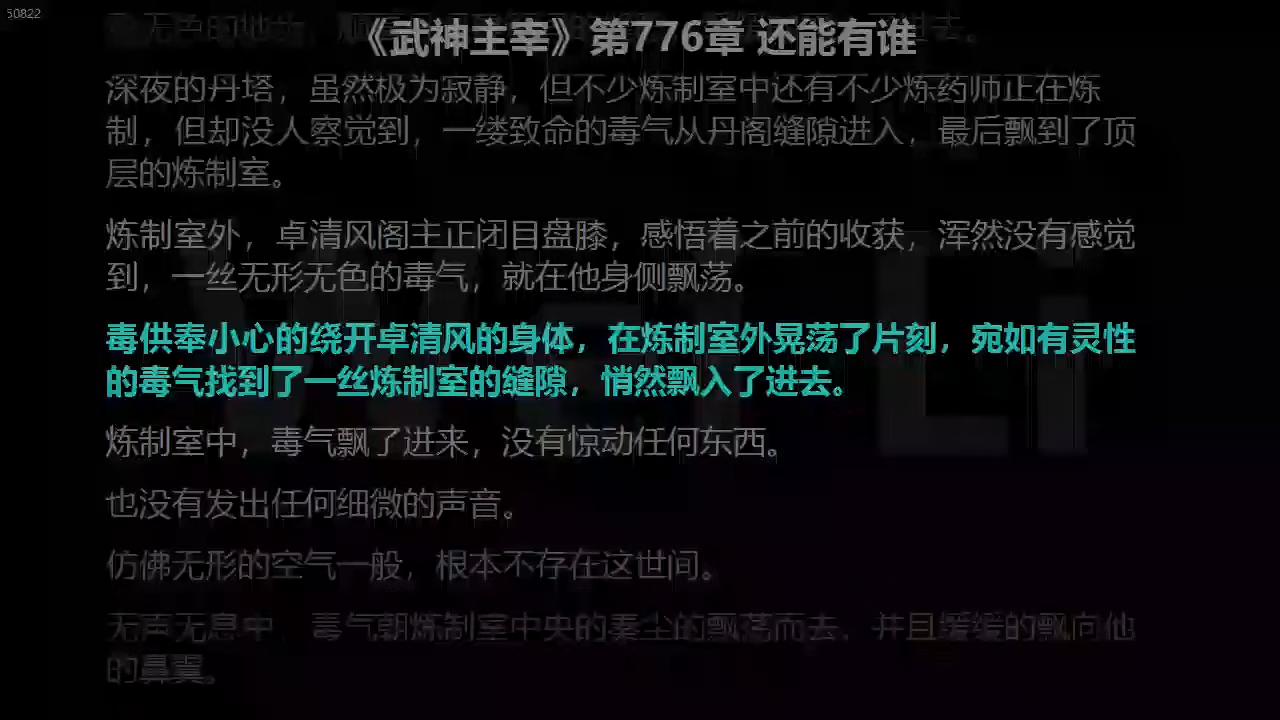 50822
《武神主宰》第776章 还能有谁
深夜的丹塔，虽然极为寂静，但不少炼制室中还有不少炼药师正在炼
制，但却没人察觉到，一缕致命的毒气从丹阁缝隙进入，最后飘到了顶
层的炼制室。
炼制室外，卓清风阁主正闭目盘膝，感悟着之前的收获，浑然没有感觉
到，一丝无形无色的毒气，就在他身侧飘荡。
毒供奉小心的绕开卓清风的身体，在炼制室外晃荡了片刻，宛如有灵性
的毒气找到了一丝炼制室的缝隙，悄然飘入了进去。
炼制室中，毒气飘了进来，没有惊动任何东西。
也没有发出任何细微的声音。
仿佛无形的空气一般，根本不存在这世间。
无声无息中，毒气朝炼制室中央的秦尘的飘荡而去，并且缓缓的飘向他
的鼻翼。